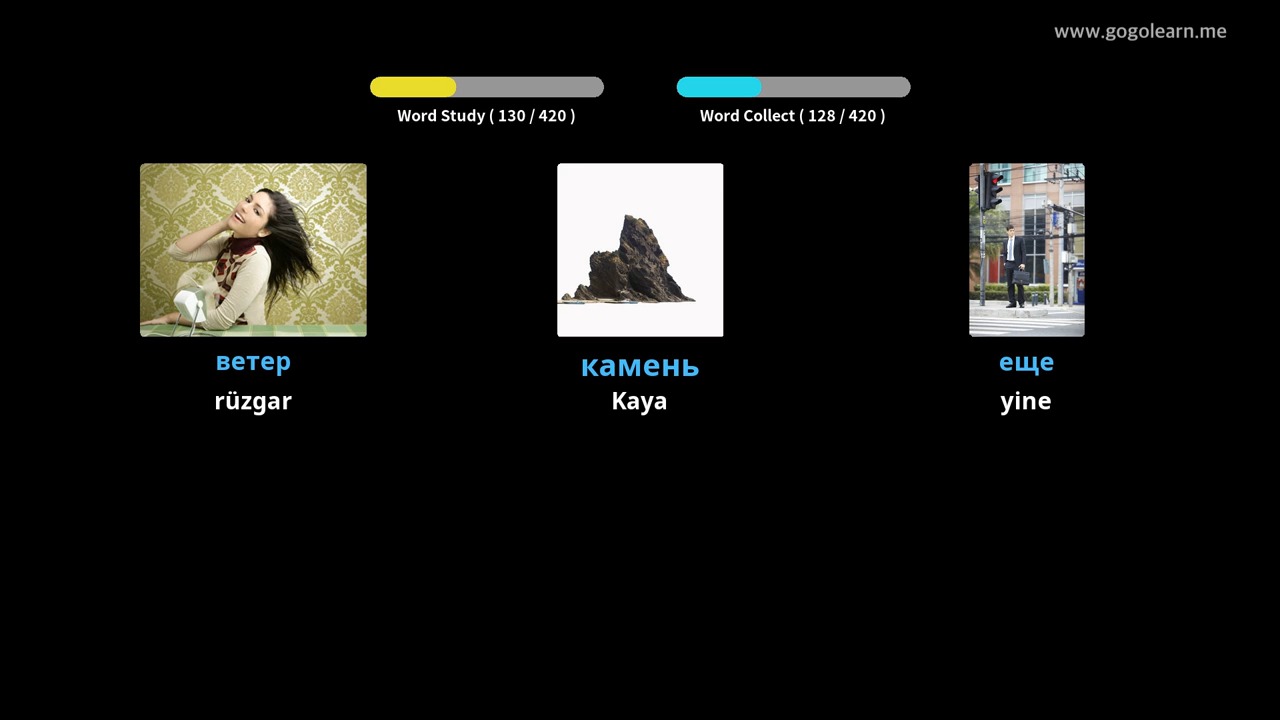 www.gogolearn.me
Word Study ( 130 / 420 )
Word Collect ( 128 / 420 )
ветер
камень
еще
rüzgar
Kaya
yine